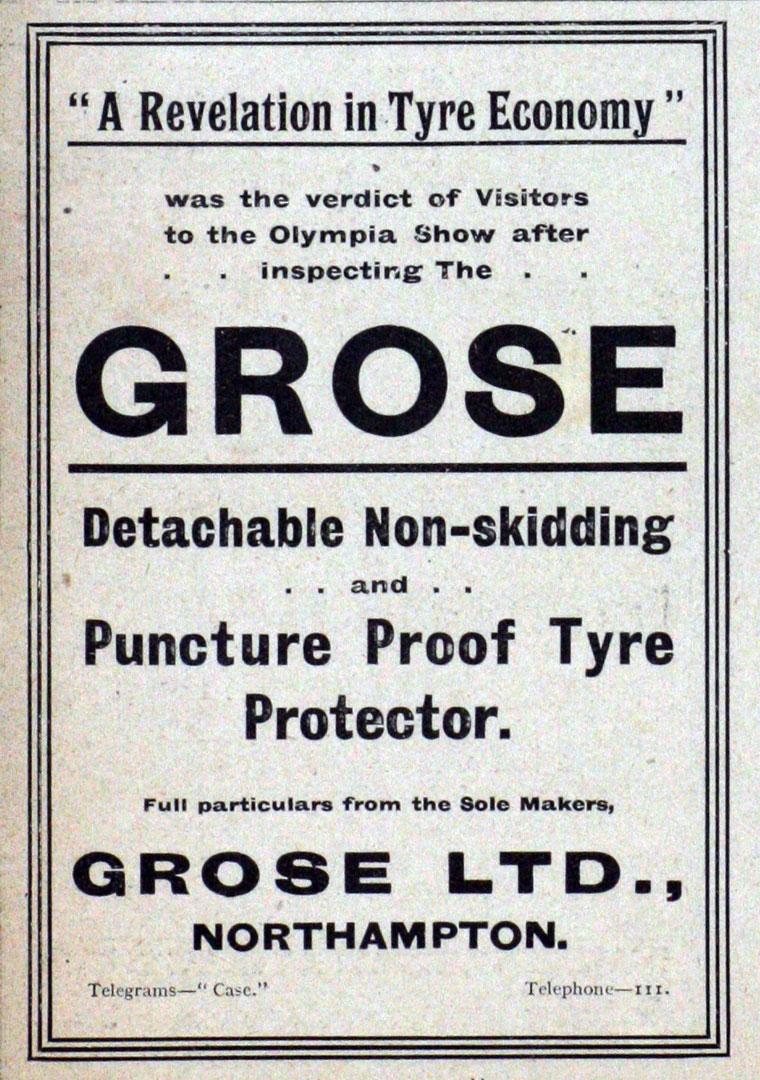 "A Revelation in Tyre Economy"
was the verdict of Visitors
to the Olympia Show after
. . inspecting The . .
GROSE
Detachable Non-skidding
. . and . .
Puncture Proof Tyre
Protector.
Full particulars from the Sole Makers,
GROSE LTD.,
NORTHAMPTON.
Telegrams—"Case." Telephone—111.